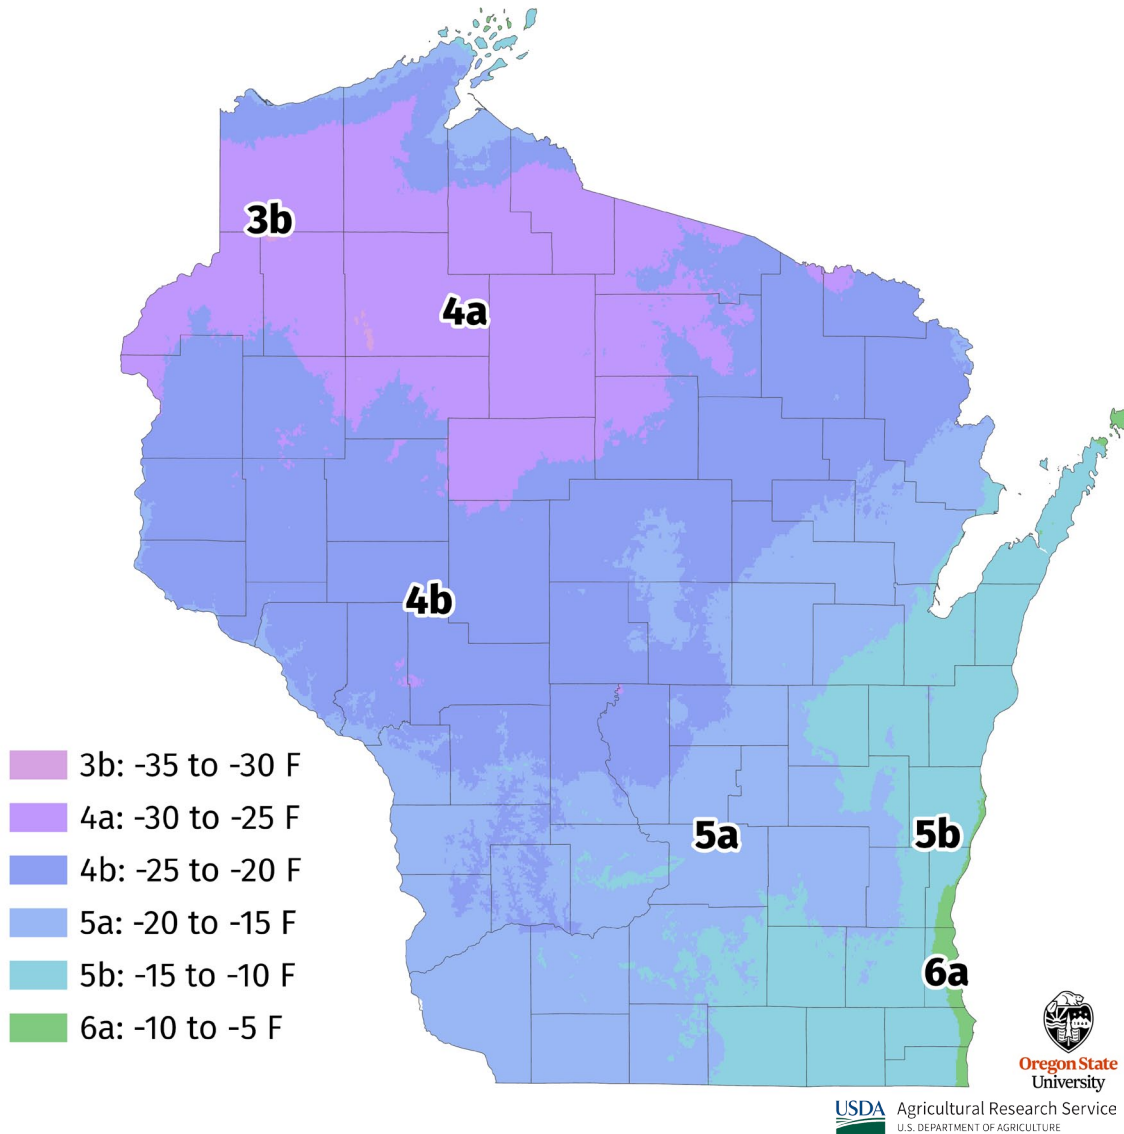 3b
4a
4b
3b: -35 to -30 F
4a: -30 to -25 F
4b: -25 to -20 F
5a: -20 to -15 F
5b: -15 to -10 F
6a: -10 to -5 F
5a
5b
6a
Oregon State
University
USDA
Agricultural Research Service
U.S. DEPARTMENT OF AGRICULTURE